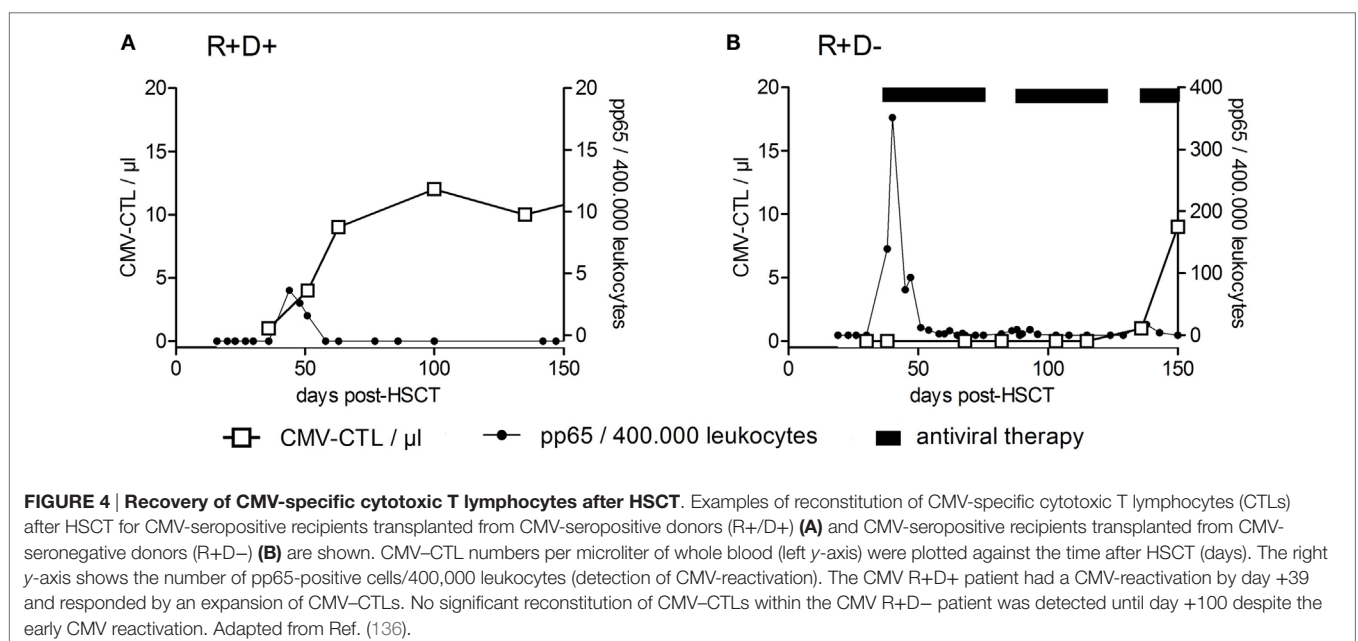 A R+D+
B R+D-
20
15
10
5
0
CMV-CTL / µl
20
15
10
5
0
pp65 / 400.000 leukocytes
0 50 100 150
days post-HSCT
20
15
10
5
0
CMV-CTL / µl
400
300
200
100
0
pp65 / 400.000 leukocytes
0 50 100 150
days post-HSCT
CMV-CTL / µl pp65 / 400.000 leukocytes antiviral therapy
FIGURE 4 | Recovery of CMV-specific cytotoxic T lymphocytes after HSCT. Examples of reconstitution of CMV-specific cytotoxic T lymphocytes (CTLs)
after HSCT for CMV-seropositive recipients transplanted from CMV-seropositive donors (R+/D+) (A) and CMV-seropositive recipients transplanted from CMV-
seronegative donors (R+D−) (B) are shown. CMV–CTL numbers per microliter of whole blood (left y-axis) were plotted against the time after HSCT (days). The right
y-axis shows the number of pp65-positive cells/400,000 leukocytes (detection of CMV-reactivation). The CMV R+D+ patient had a CMV-reactivation by day +39
and responded by an expansion of CMV–CTLs. No significant reconstitution of CMV–CTLs within the CMV R+D− patient was detected until day +100 despite the
early CMV reactivation. Adapted from Ref. (136).